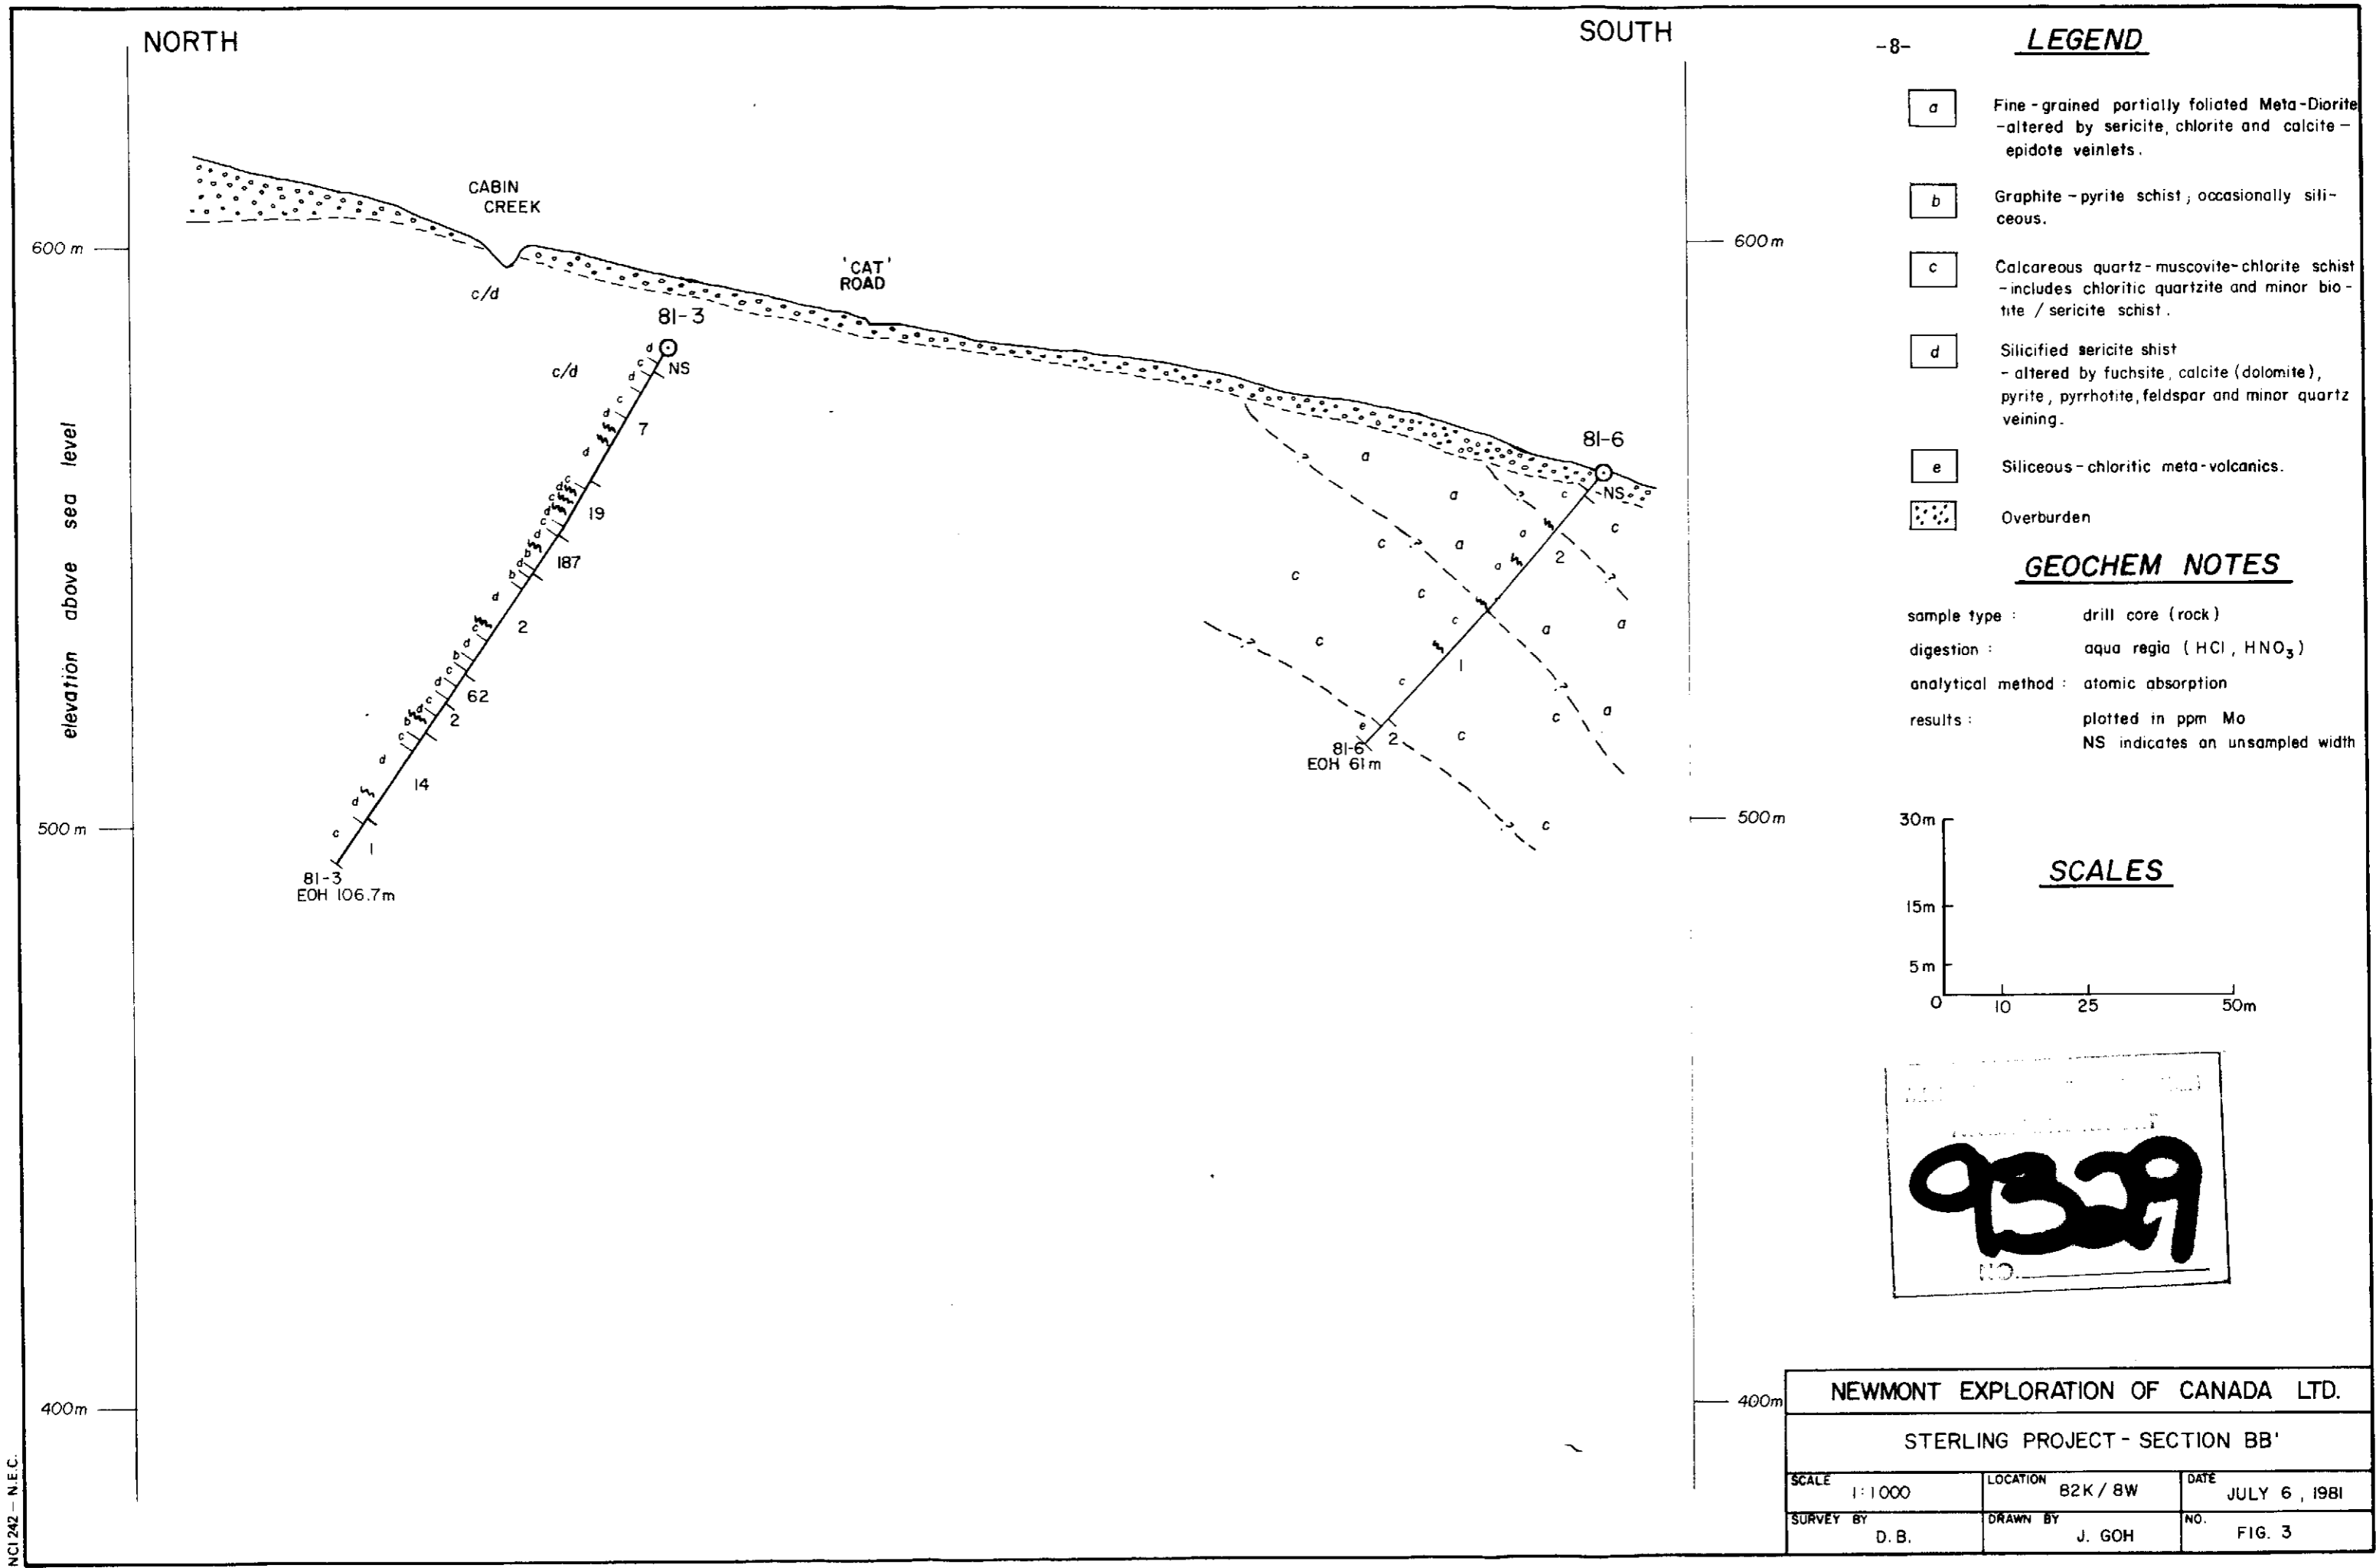 NORTH
SOUTH
-8-
LEGEND
a
Fine-grained partially foliated Meta-Diorite
-altered by sericite, chlorite and calcite-
epidote veinlets.
b
Graphite-pyrite schist; occasionally sili-
ceous.
c
Calcareous quartz-muscovite-chlorite schist
-includes chloritic quartzite and minor bio-
tite / sericite schist.
d
Silicified sericite shist
- altered by fuchsite, calcite (dolomite),
pyrite, pyrrhotite, feldspar and minor quartz
veining.
e
Siliceous-chloritic meta-volcanics.
Overburden
GEOCHEM NOTES
sample type : drill core (rock)
digestion : aqua regia (HCl, HNO3)
analytical method : atomic absorption
results : plotted in ppm Mo
NS indicates an unsampled width
SCALES
30m
15m
5m
0 10 25 50m
9329
NO.
CABIN
CREEK
'CAT'
ROAD
600m
600m
c/d
c/d
81-3
NS
7
19
187
2
62
2
14
1
d
c
d
c
d
d
c
d
c
d
c
d
b
d
b
d
c
d
b
c
d
c
d
b
c
d
d
c
81-3
EOH 106.7m
81-6
NS
2
1
2
a
a
a
a
a
a
a
a
c
c
c
c
c
c
c
c
c
c
c
c
e
?
?
?
?
?
?
?
81-6
EOH 61m
elevation above sea level
500m
500m
400m
400m
NCI 242 - N.E.C.
NEWMONT EXPLORATION OF CANADA LTD.
STERLING PROJECT - SECTION BB'
SCALE 1:1000
LOCATION 82K/8W
DATE JULY 6, 1981
SURVEY BY D.B.
DRAWN BY J. GOH
NO. FIG. 3